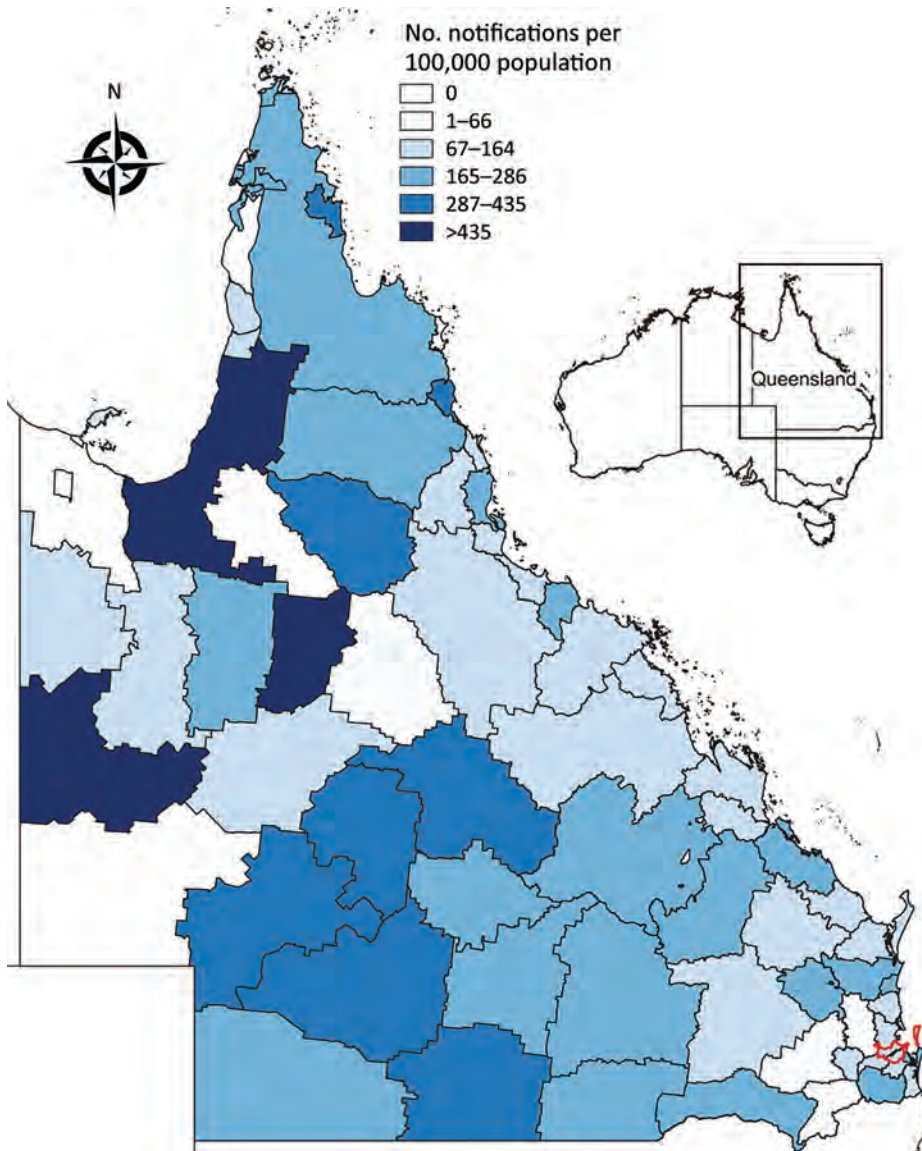 No. notifications per
100,000 population
0
1–66
67–164
165–286
287–435
>435
N
Queensland